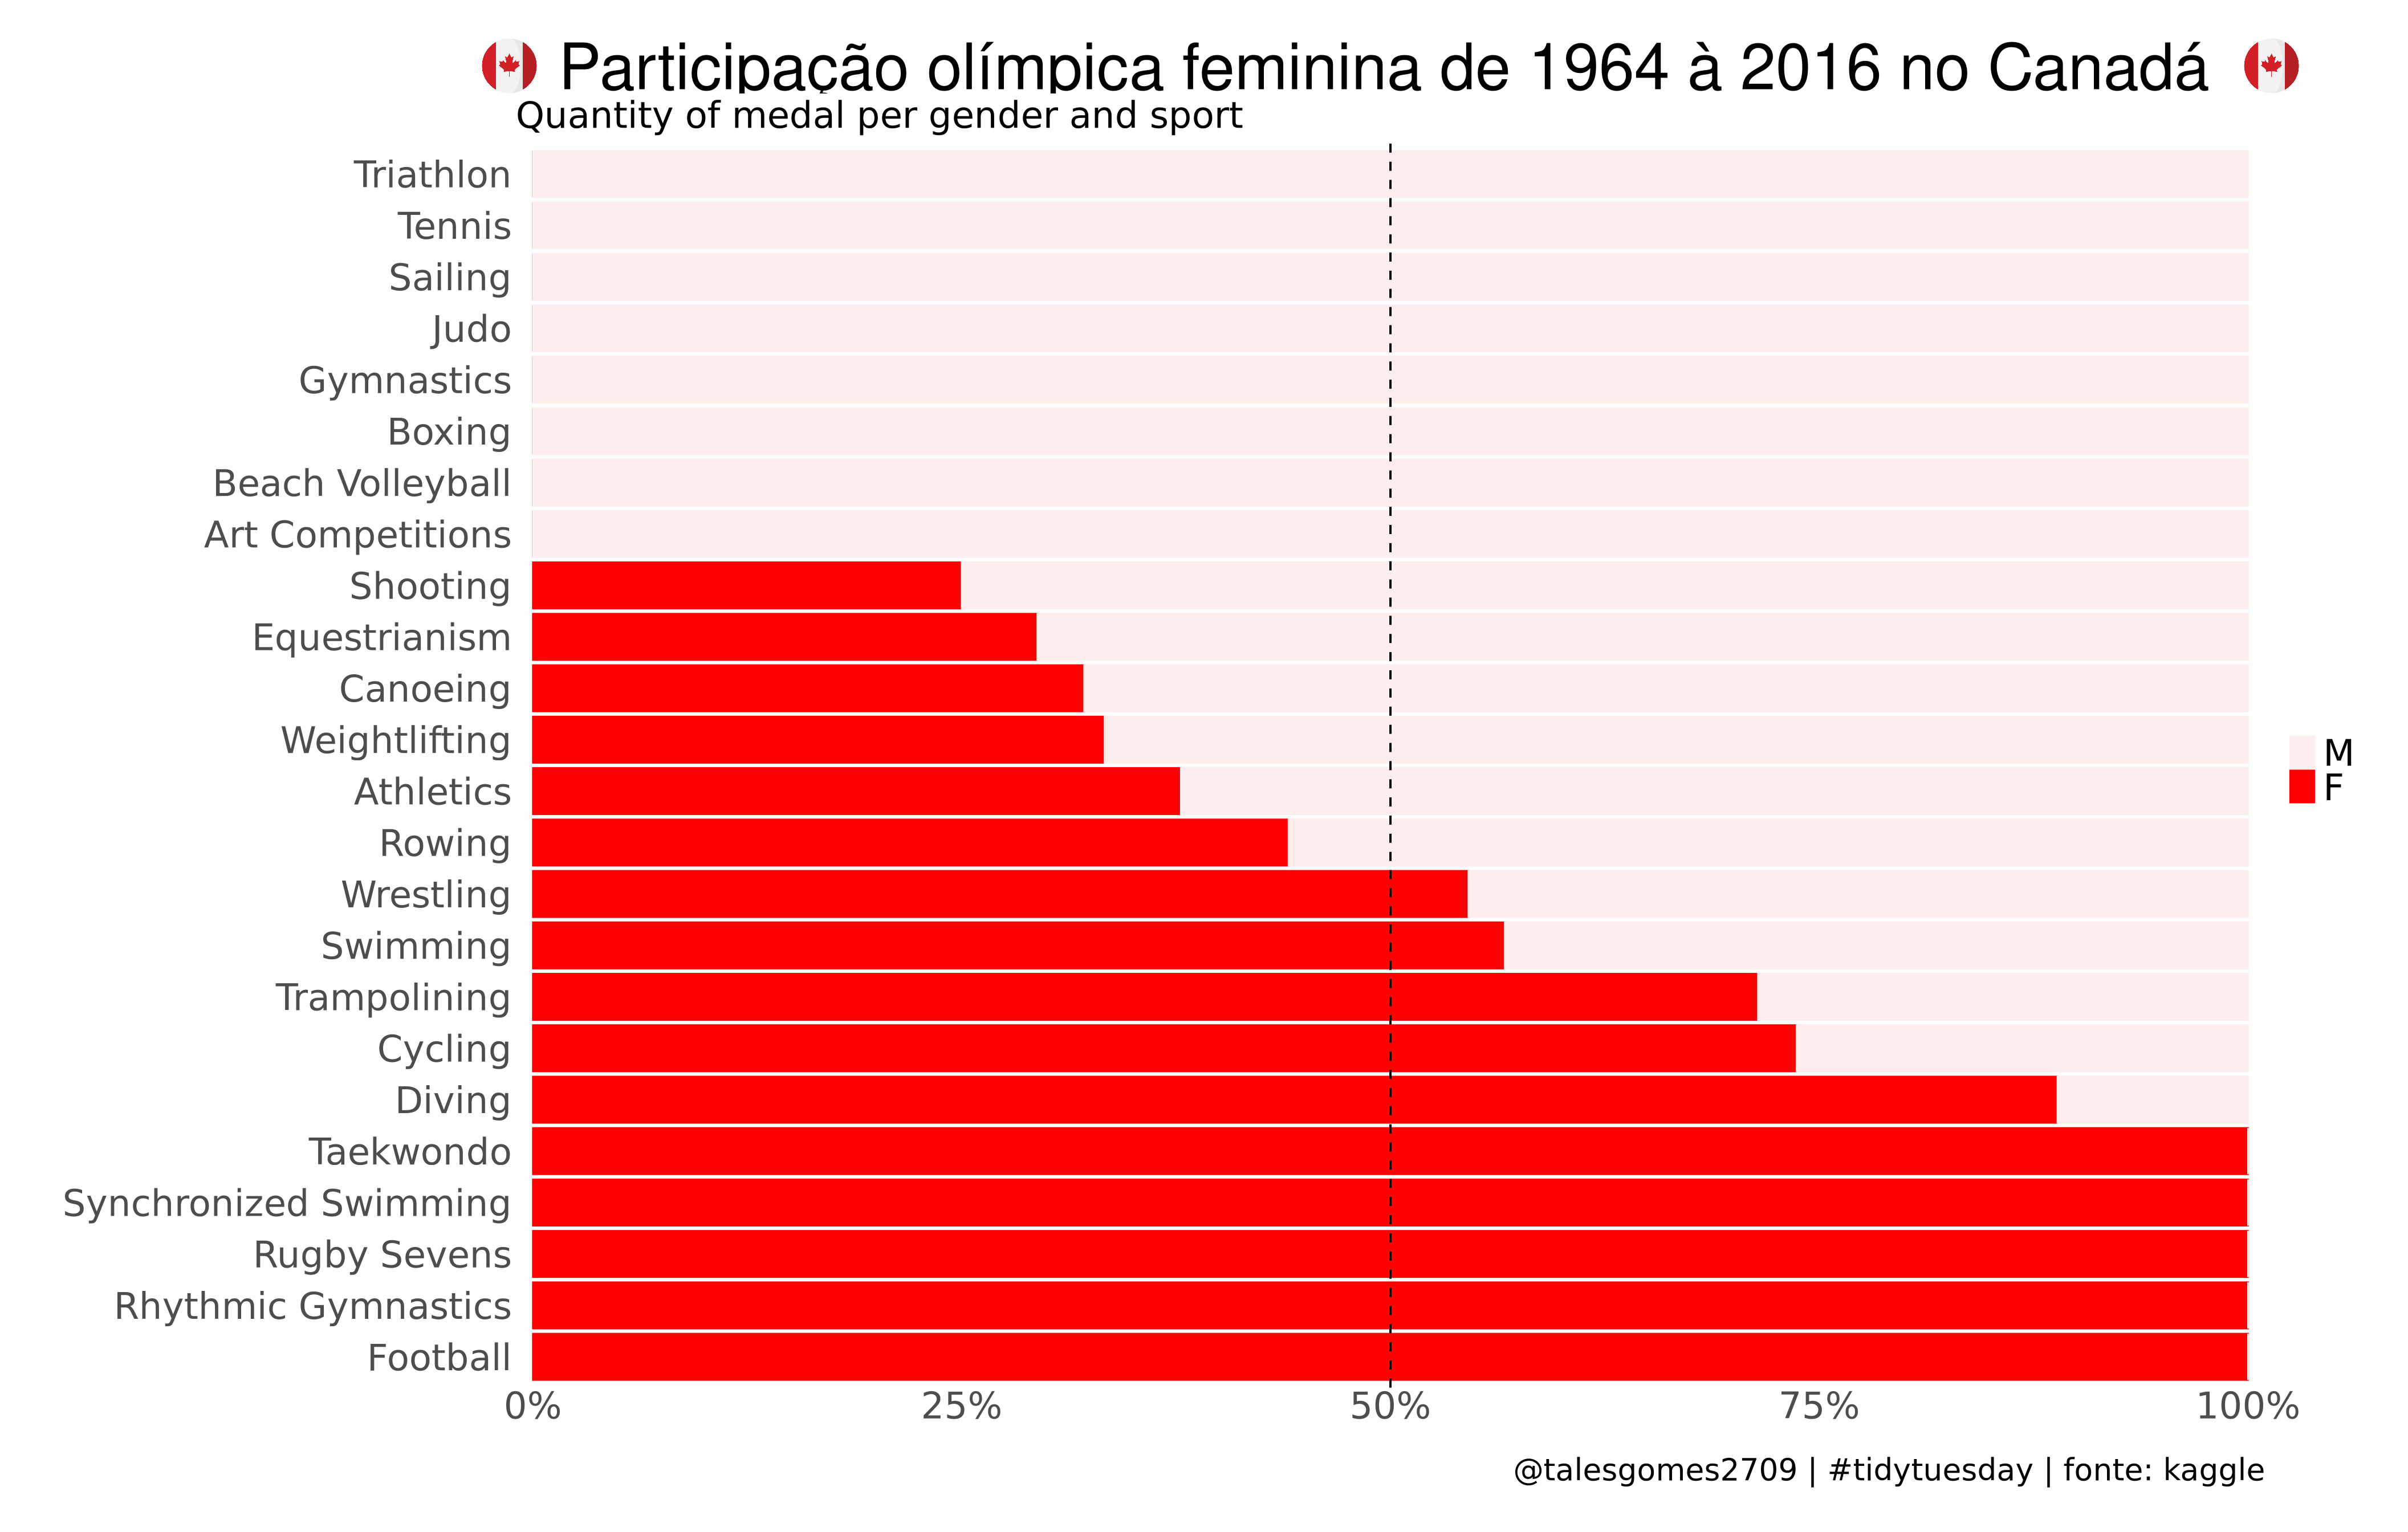 Participação olímpica feminina de 1964 à 2016 no Canadá
Quantity of medal per gender and sport
Triathlon
Tennis
Sailing
Judo
Gymnastics
Boxing
Beach Volleyball
Art Competitions
Shooting
Equestrianism
Canoeing
Weightlifting
Athletics
Rowing
Wrestling
Swimming
Trampolining
Cycling
Diving
Taekwondo
Synchronized Swimming
Rugby Sevens
Rhythmic Gymnastics
Football
0% 25% 50% 75% 100%
M
F
@talesgomes2709 | #tidytuesday | fonte: kaggle